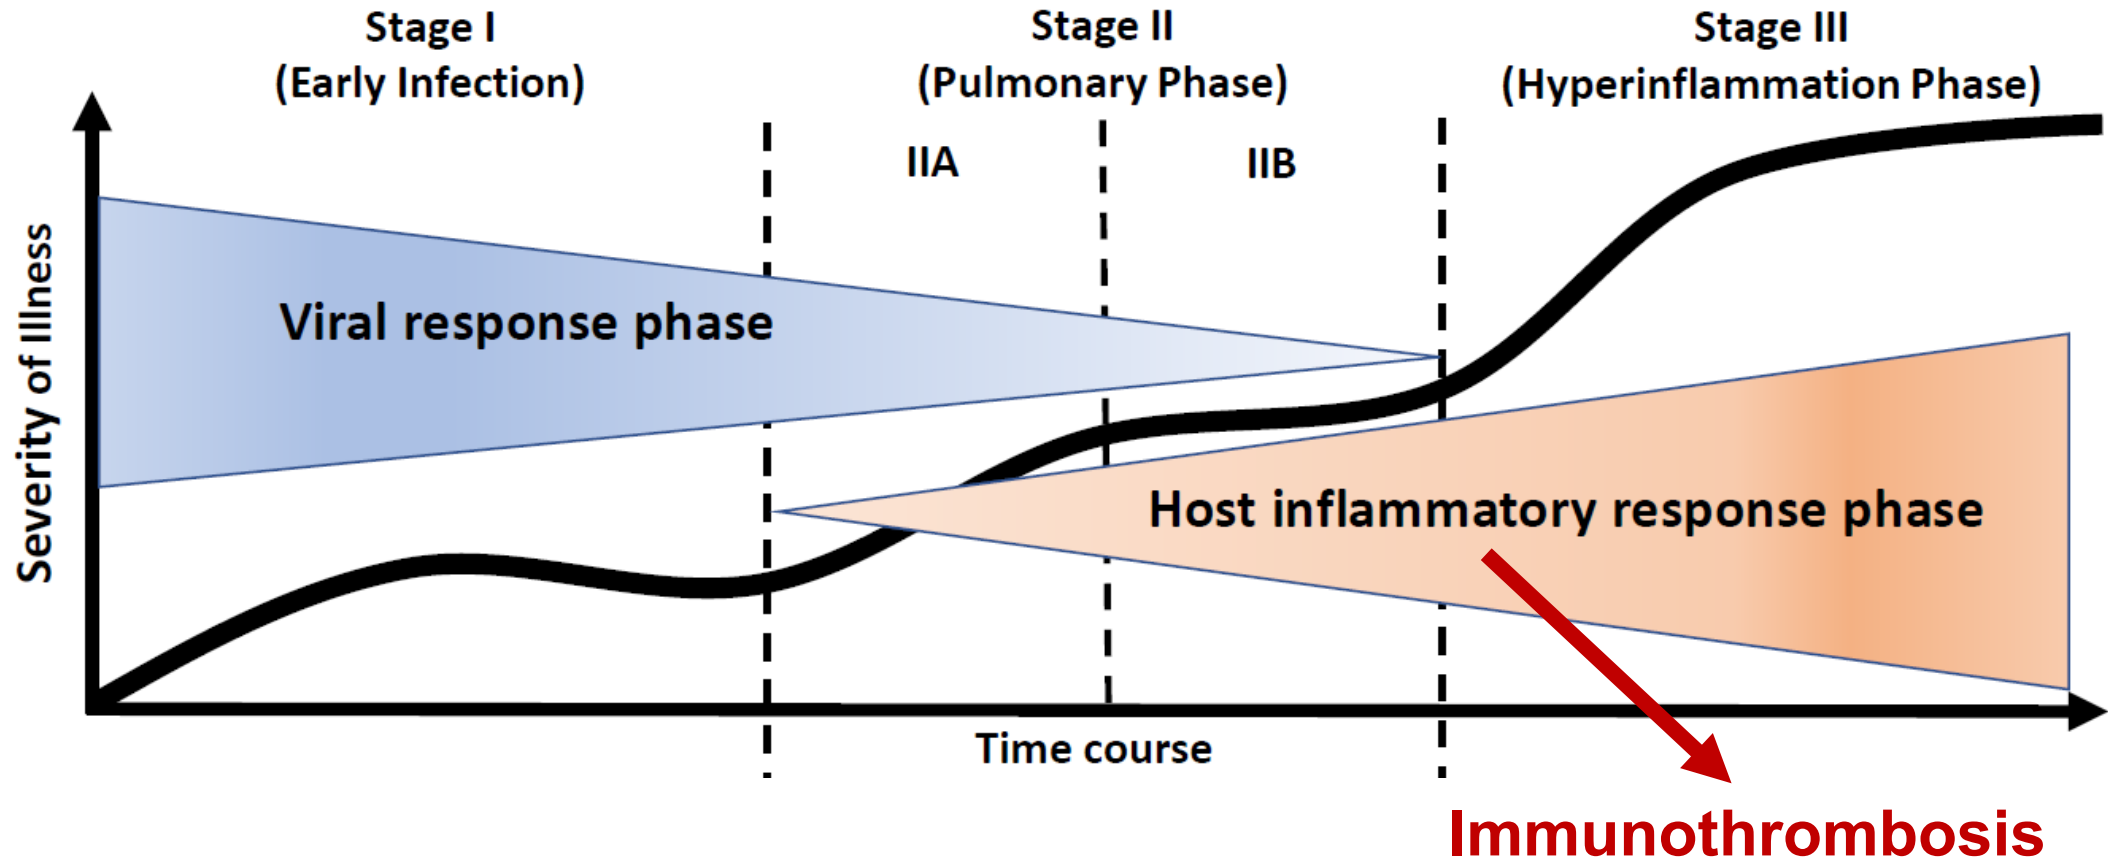 Stage I
(Early Infection)
Stage II
(Pulmonary Phase)
Stage III
(Hyperinflammation Phase)
IIA
IIB
Severity of Illness
Viral response phase
Host inflammatory response phase
Time course
Immunothrombosis